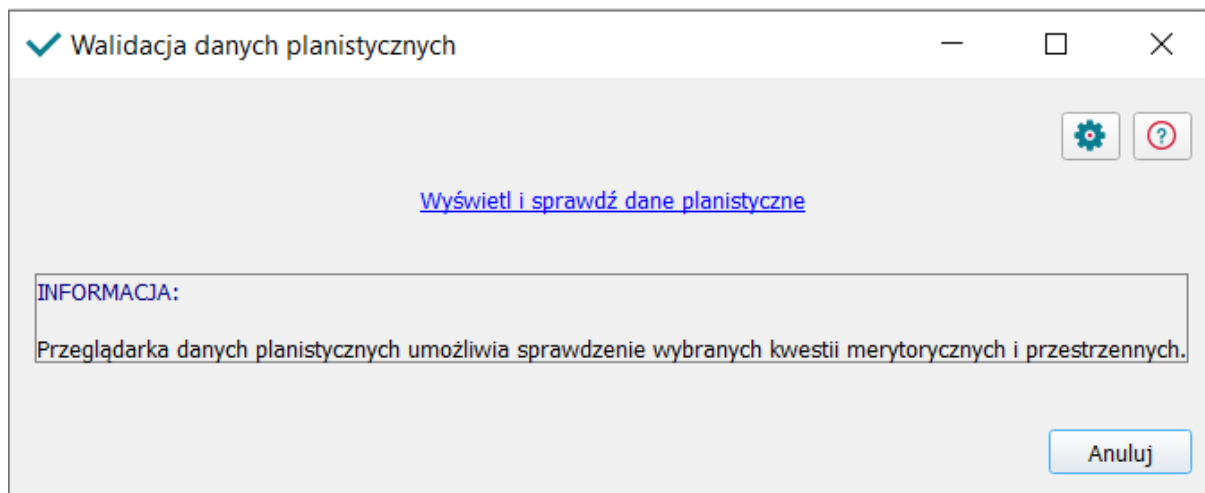 Walidacja danych planistycznych
?
Wyświetl i sprawdź dane planistyczne
INFORMACJA:
Przeglądarka danych planistycznych umożliwia sprawdzenie wybranych kwestii merytorycznych i przestrzennych.
Anuluj